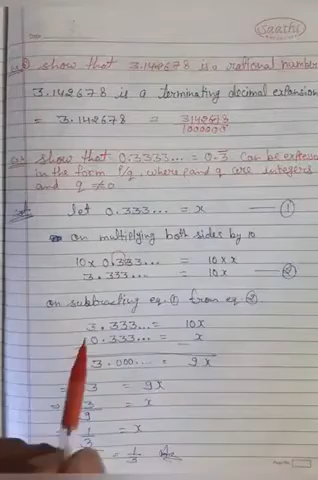 Saathi
Date
show that 3.142678 is a rational number
3.142678 is a terminating decimal expansion
= 3.142678 = 3142678
1000000
show that 0.3333... = 0.3̅ can be expressed
in the form p/q, where p and q are integers
and q ≠ 0
let 0.333... = x — ①
on multiplying both sides by 10
10 x 0.333... = 10 x x
3.333... = 10x — ②
on subtracting eq. ① from eq. ②
3.333... = 10x
0.333... = x
3.000.... = 9x
= 3 = 9x
= 3/9 = x
1/3 = x
= 1/3 Ans